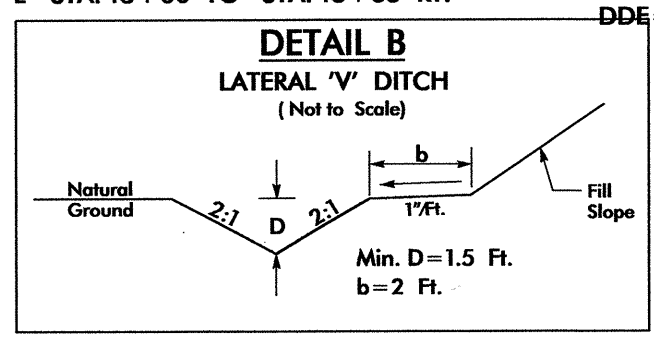 DDE
DETAIL B
LATERAL 'V' DITCH
( Not to Scale)
b
Natural
Ground
2:1
D
2:1
1"/Ft.
Fill
Slope
Min. D=1.5 Ft.
b=2 Ft.